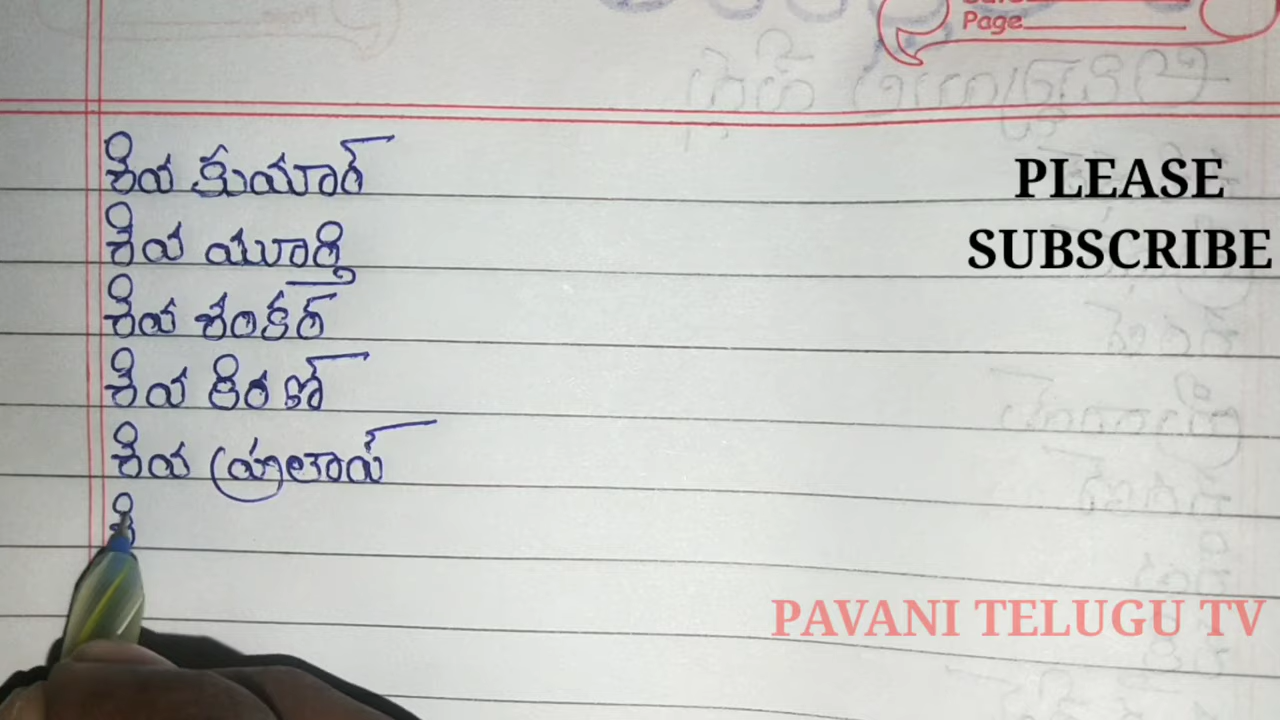 Page
శివ కుమార్
శివ మూర్తి
శివ శంకర్
శివ కిరణ్
శివ ప్రతాప్
శి
PLEASE
SUBSCRIBE
PAVANI TELUGU TV